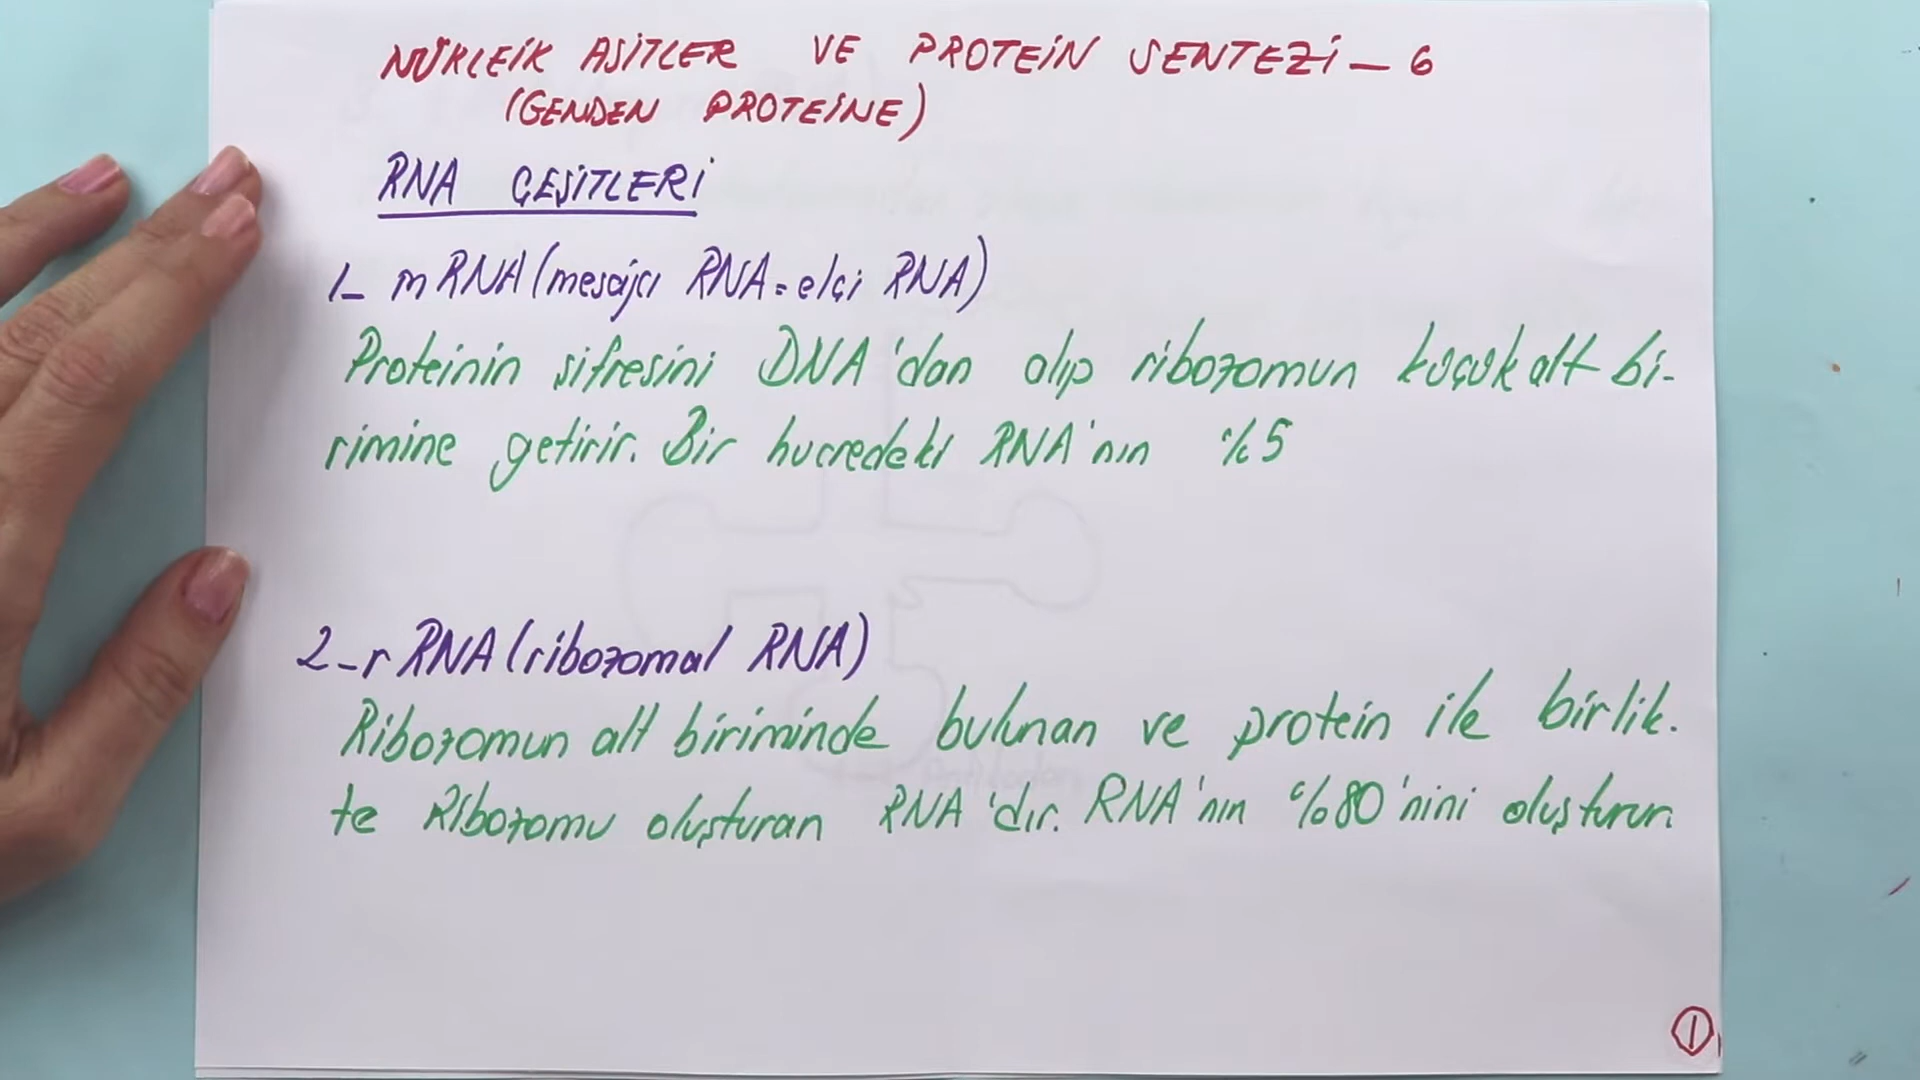 NÜKLEİK ASİTLER VE PROTEİN SENTEZİ - 6
(GENDEN PROTEİNE)
RNA ÇEŞİTLERİ
1- mRNA (mesajcı RNA = elçi RNA)
Proteinin şifresini DNA'dan alıp ribozomun küçük alt bi-
rimine getirir. Bir hücredeki RNA'nın %5
2- rRNA (ribozomal RNA)
Ribozomun alt biriminde bulunan ve protein ile birlik-
te Ribozomu oluşturan RNA'dır. RNA'nın %80'nini oluşturur.
1